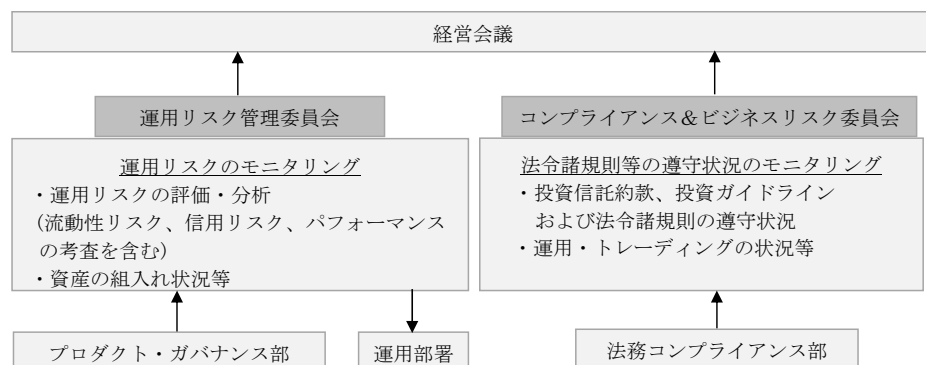 経営会議
運用リスク管理委員会
運用リスクのモニタリング
・運用リスクの評価・分析
(流動性リスク、信用リスク、パフォーマンス
の考査を含む)
・資産の組入れ状況等
コンプライアンス&ビジネスリスク委員会
法令諸規則等の遵守状況のモニタリング
・投資信託約款、投資ガイドライン
および法令諸規則の遵守状況
・運用・トレーディングの状況等
プロダクト・ガバナンス部
運用部署
法務コンプライアンス部